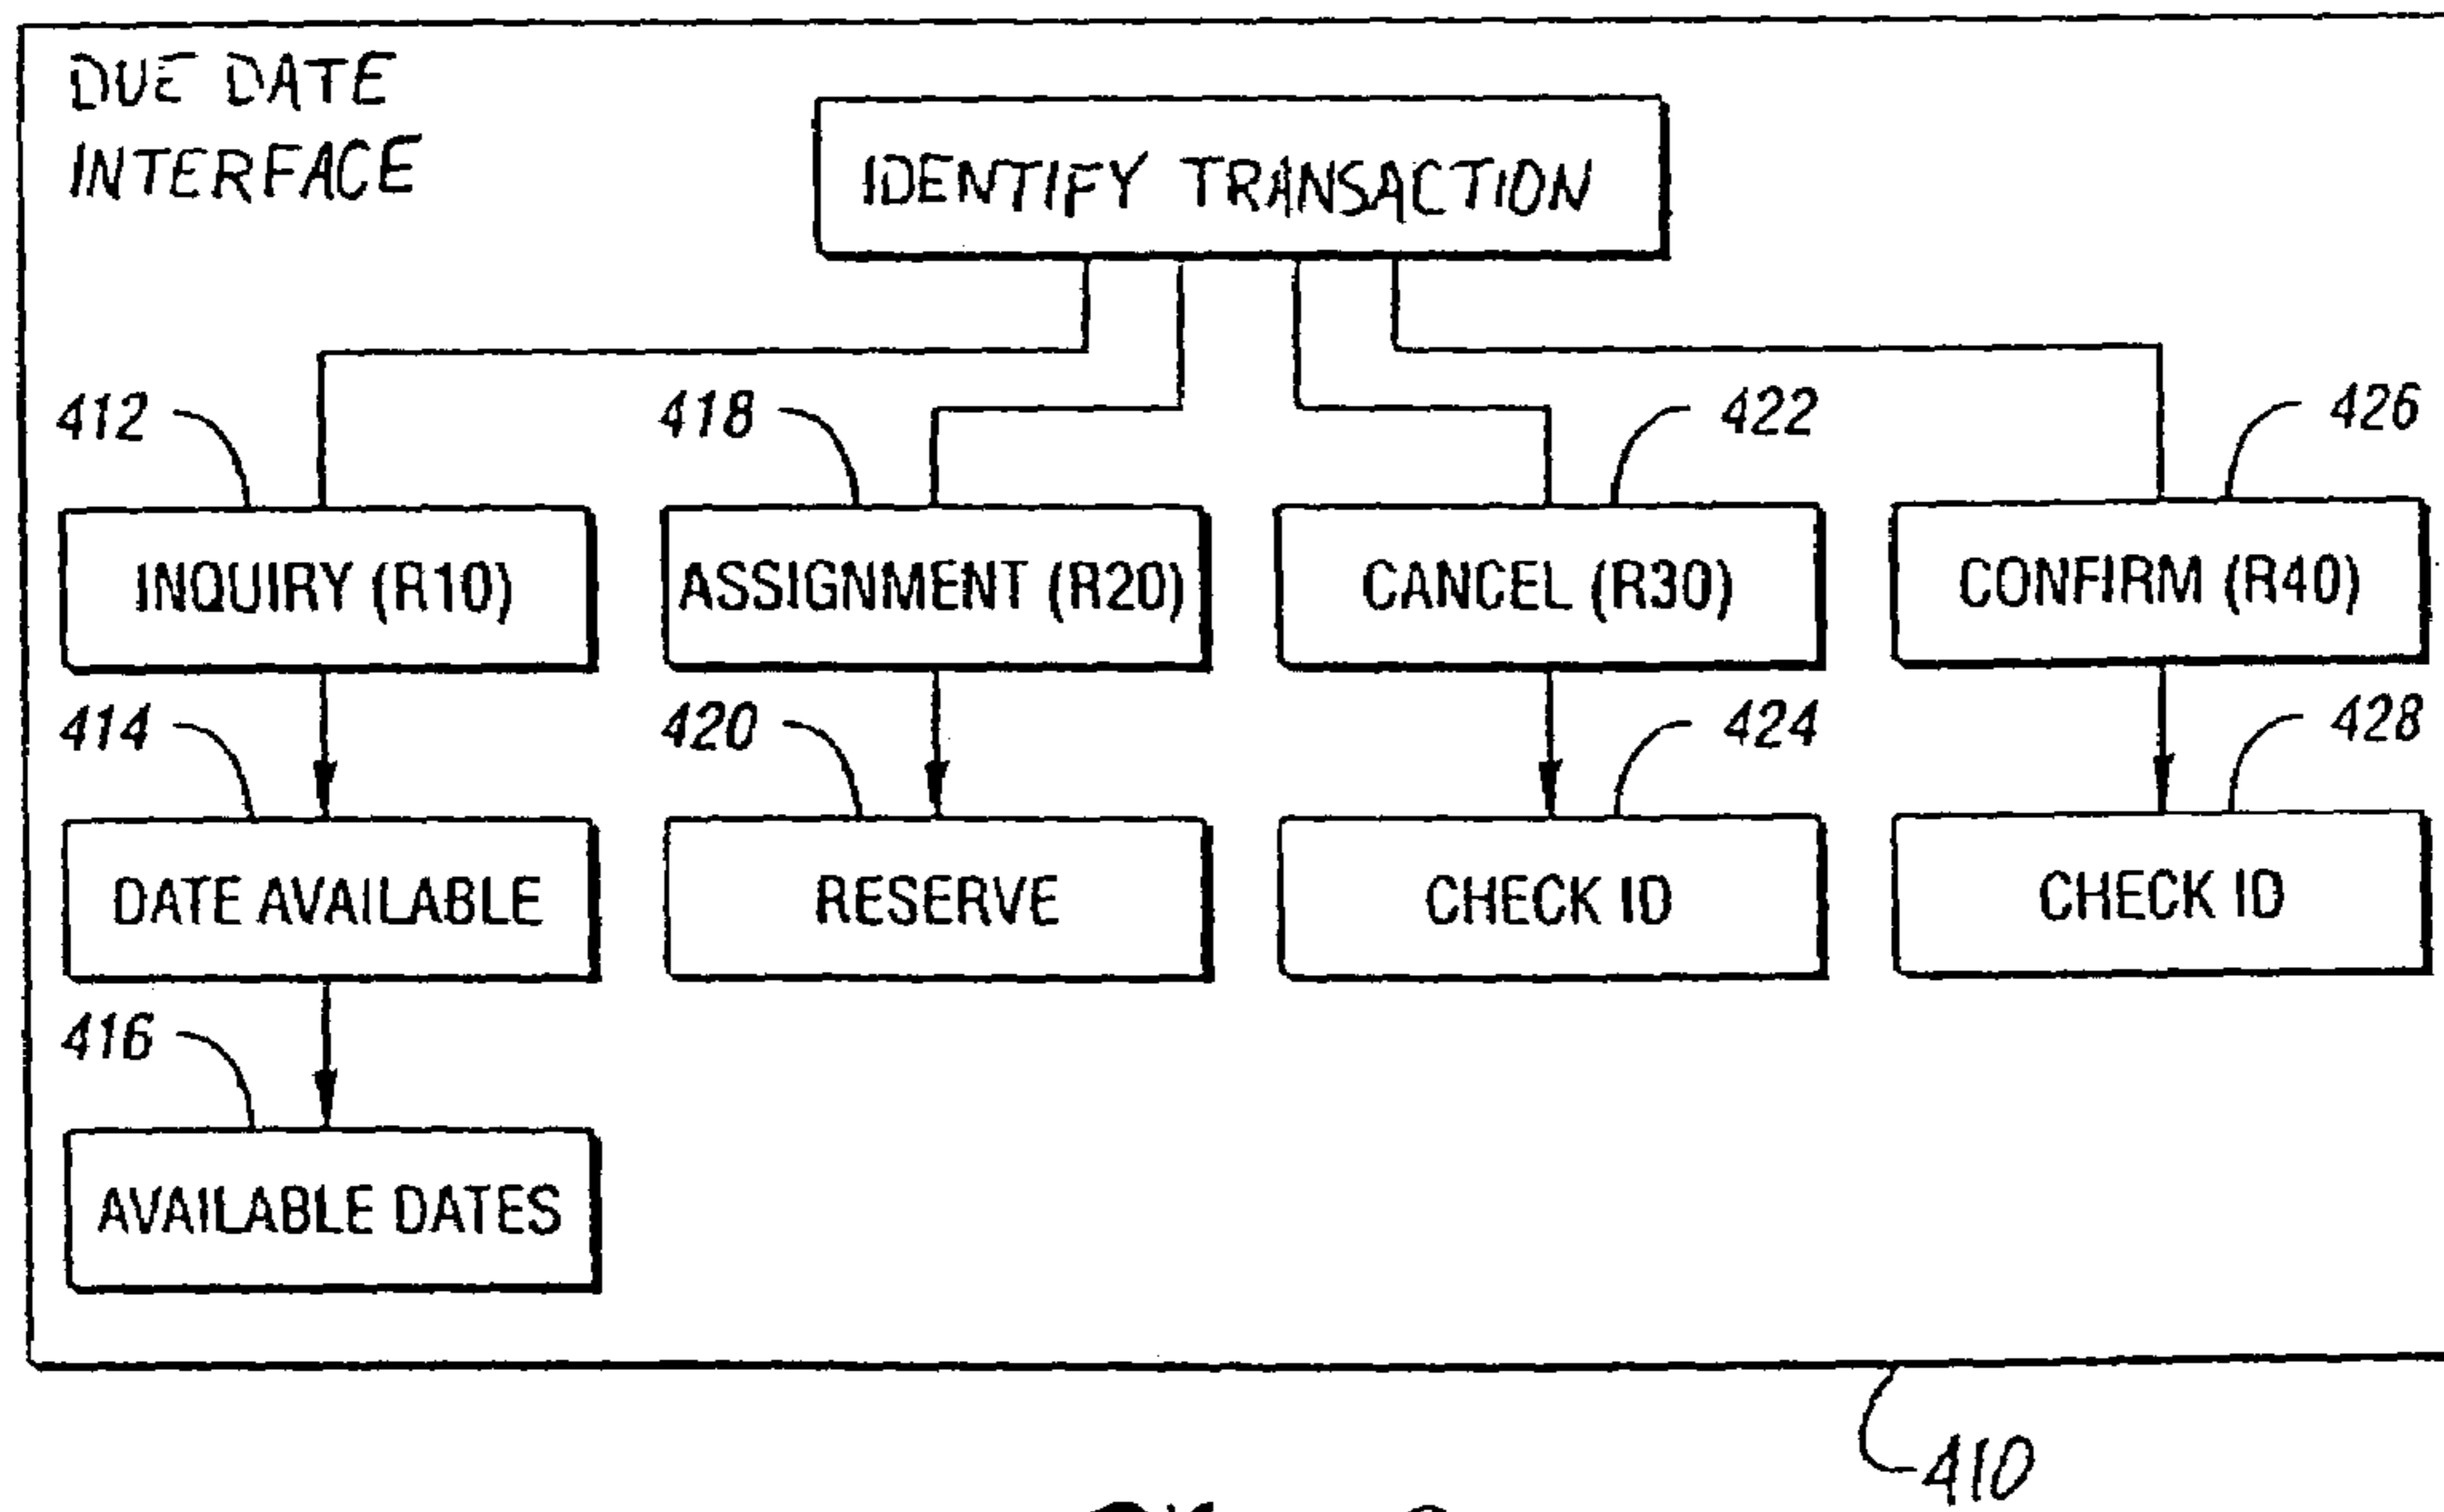 DUE DATE
INTERFACE
IDENTIFY TRANSACTION
412
418
422
426
INQUIRY (R10)
ASSIGNMENT (R20)
CANCEL (R30)
CONFIRM (R40)
414
420
424
428
DATE AVAILABLE
RESERVE
CHECK ID
CHECK ID
416
AVAILABLE DATES
410